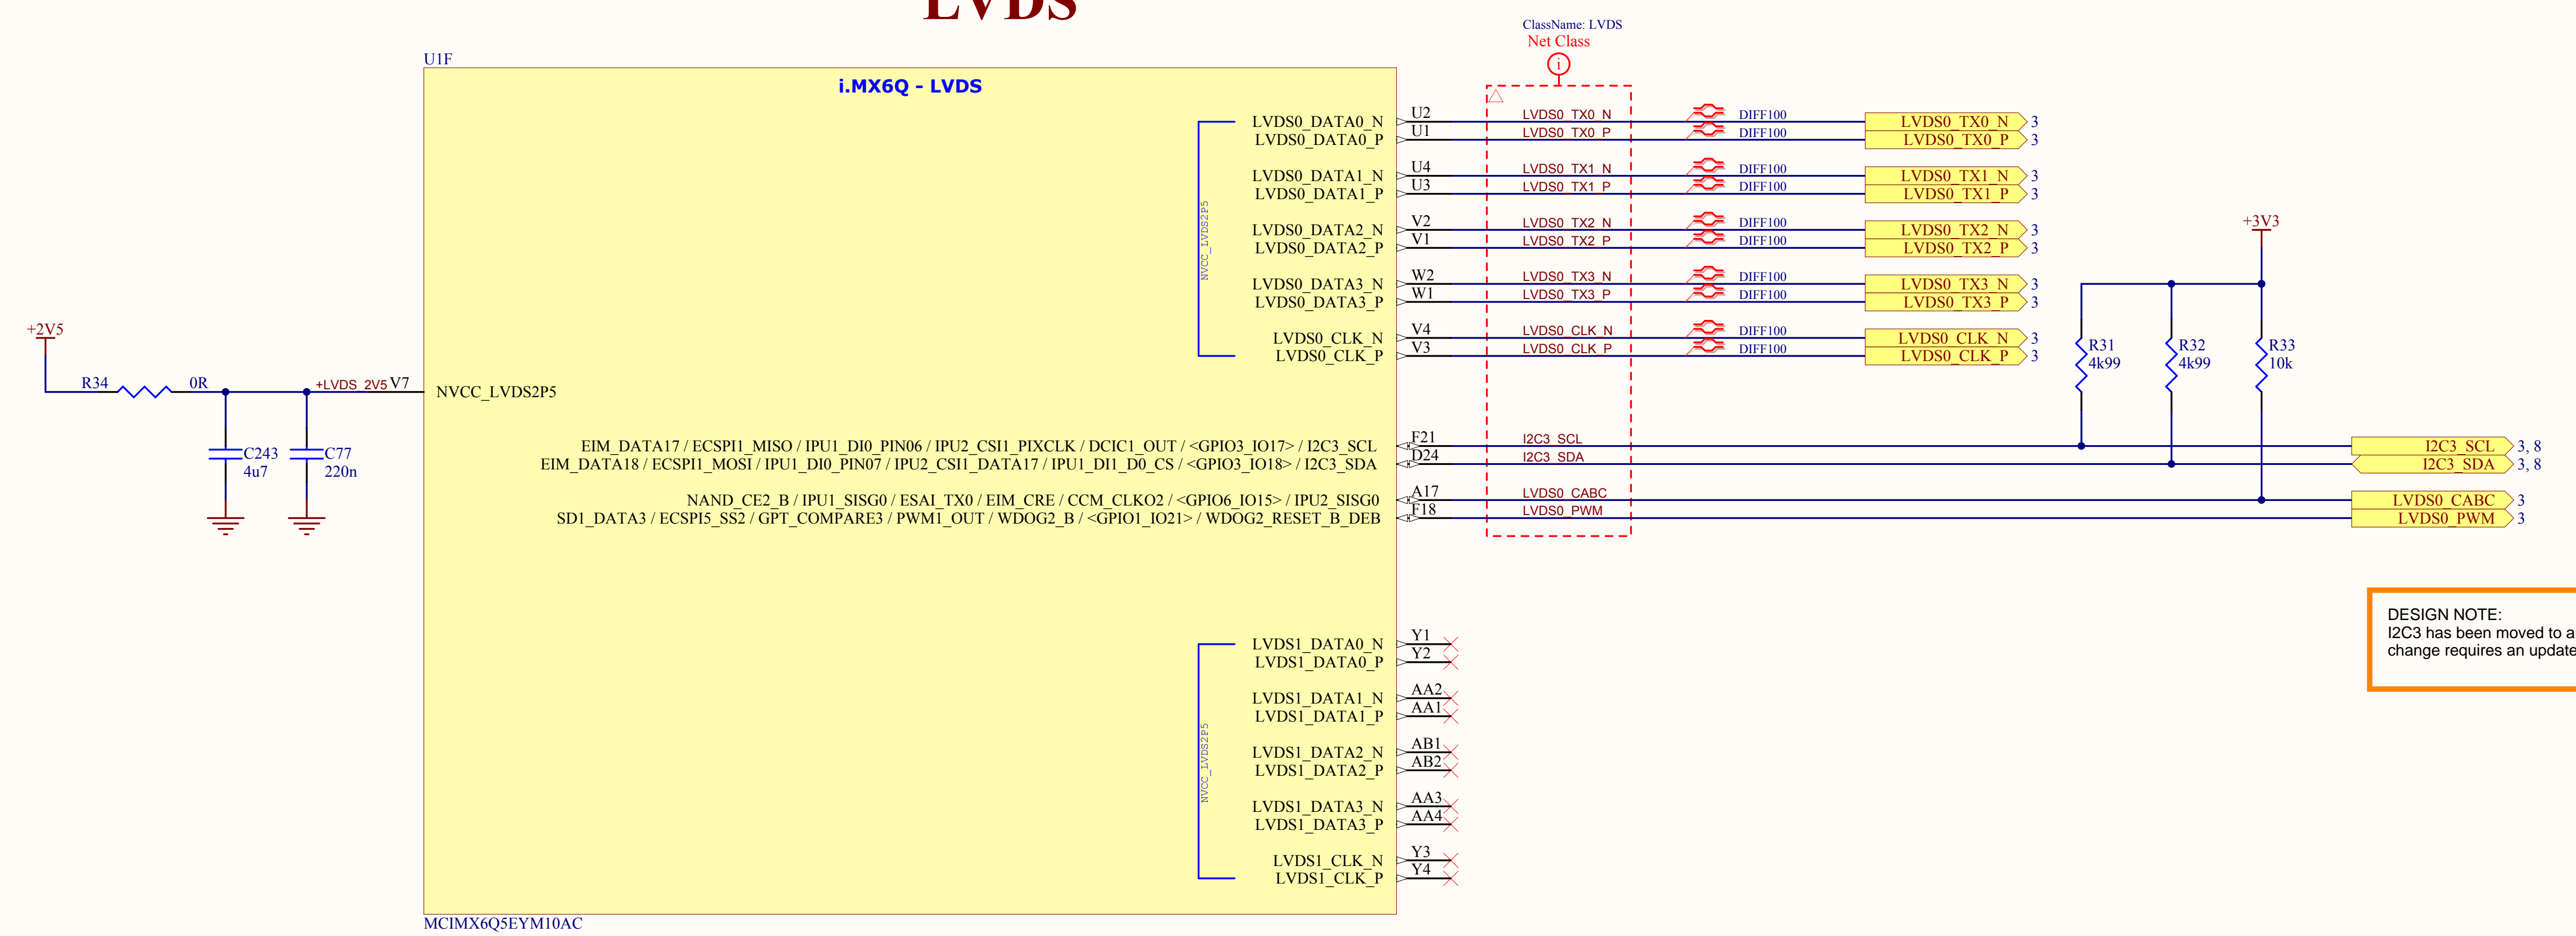 LVDS
ClassName: LVDS
Net Class
i
U1F
i.MX6Q - LVDS
LVDS0_DATA0_N U2 LVDS0_TX0_N DIFF100 LVDS0_TX0_N 3
LVDS0_DATA0_P U1 LVDS0_TX0_P DIFF100 LVDS0_TX0_P 3
LVDS0_DATA1_N U4 LVDS0_TX1_N DIFF100 LVDS0_TX1_N 3
LVDS0_DATA1_P U3 LVDS0_TX1_P DIFF100 LVDS0_TX1_P 3
LVDS0_DATA2_N V2 LVDS0_TX2_N DIFF100 LVDS0_TX2_N 3
LVDS0_DATA2_P V1 LVDS0_TX2_P DIFF100 LVDS0_TX2_P 3
LVDS0_DATA3_N W2 LVDS0_TX3_N DIFF100 LVDS0_TX3_N 3
LVDS0_DATA3_P W1 LVDS0_TX3_P DIFF100 LVDS0_TX3_P 3
LVDS0_CLK_N V4 LVDS0_CLK_N DIFF100 LVDS0_CLK_N 3
LVDS0_CLK_P V3 LVDS0_CLK_P DIFF100 LVDS0_CLK_P 3
NVCC_LVDS2P5
+3V3
R31
4k99
R32
4k99
R33
10k
+2V5
R34 0R +LVDS_2V5 V7 NVCC_LVDS2P5
C243
4u7
C77
220n
EIM_DATA17 / ECSPI1_MISO / IPU1_DI0_PIN06 / IPU2_CSI1_PIXCLK / DCIC1_OUT / <GPIO3_IO17> / I2C3_SCL F21 I2C3_SCL I2C3_SCL 3, 8
EIM_DATA18 / ECSPI1_MOSI / IPU1_DI0_PIN07 / IPU2_CSI1_DATA17 / IPU1_DI1_D0_CS / <GPIO3_IO18> / I2C3_SDA D24 I2C3_SDA I2C3_SDA 3, 8
NAND_CE2_B / IPU1_SISG0 / ESAI_TX0 / EIM_CRE / CCM_CLKO2 / <GPIO6_IO15> / IPU2_SISG0 A17 LVDS0_CABC LVDS0_CABC 3
SD1_DATA3 / ECSPI5_SS2 / GPT_COMPARE3 / PWM1_OUT / WDOG2_B / <GPIO1_IO21> / WDOG2_RESET_B_DEB F18 LVDS0_PWM LVDS0_PWM 3
DESIGN NOTE:
I2C3 has been moved to a
change requires an update
LVDS1_DATA0_N Y1
LVDS1_DATA0_P Y2
LVDS1_DATA1_N AA2
LVDS1_DATA1_P AA1
LVDS1_DATA2_N AB1
LVDS1_DATA2_P AB2
LVDS1_DATA3_N AA3
LVDS1_DATA3_P AA4
LVDS1_CLK_N Y3
LVDS1_CLK_P Y4
NVCC_LVDS2P5
MCIMX6Q5EYM10AC